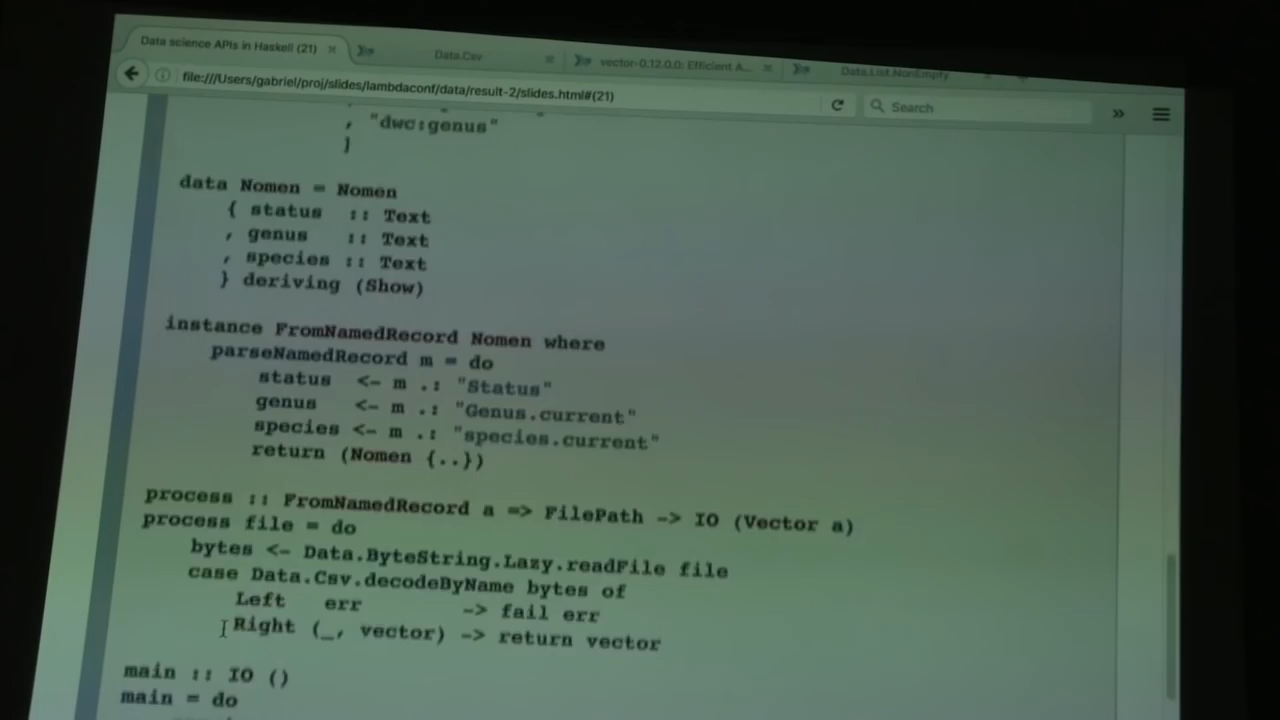 Data science APIs in Haskell (21)
Data.Csv
vector-0.12.0.0: Efficient A...
Data.List.NonEmpty
file:///Users/gabriel/proj/slides/lambdaconf/data/result-2/slides.html#(21)
Search
, "dwc:genus"
]
data Nomen = Nomen
{ status :: Text
, genus :: Text
, species :: Text
} deriving (Show)
instance FromNamedRecord Nomen where
parseNamedRecord m = do
status <- m .: "Status"
genus <- m .: "Genus.current"
species <- m .: "species.current"
return (Nomen {..})
process :: FromNamedRecord a => FilePath -> IO (Vector a)
process file = do
bytes <- Data.ByteString.Lazy.readFile file
case Data.Csv.decodeByName bytes of
Left err -> fail err
Right (_, vector) -> return vector
main :: IO ()
main = do